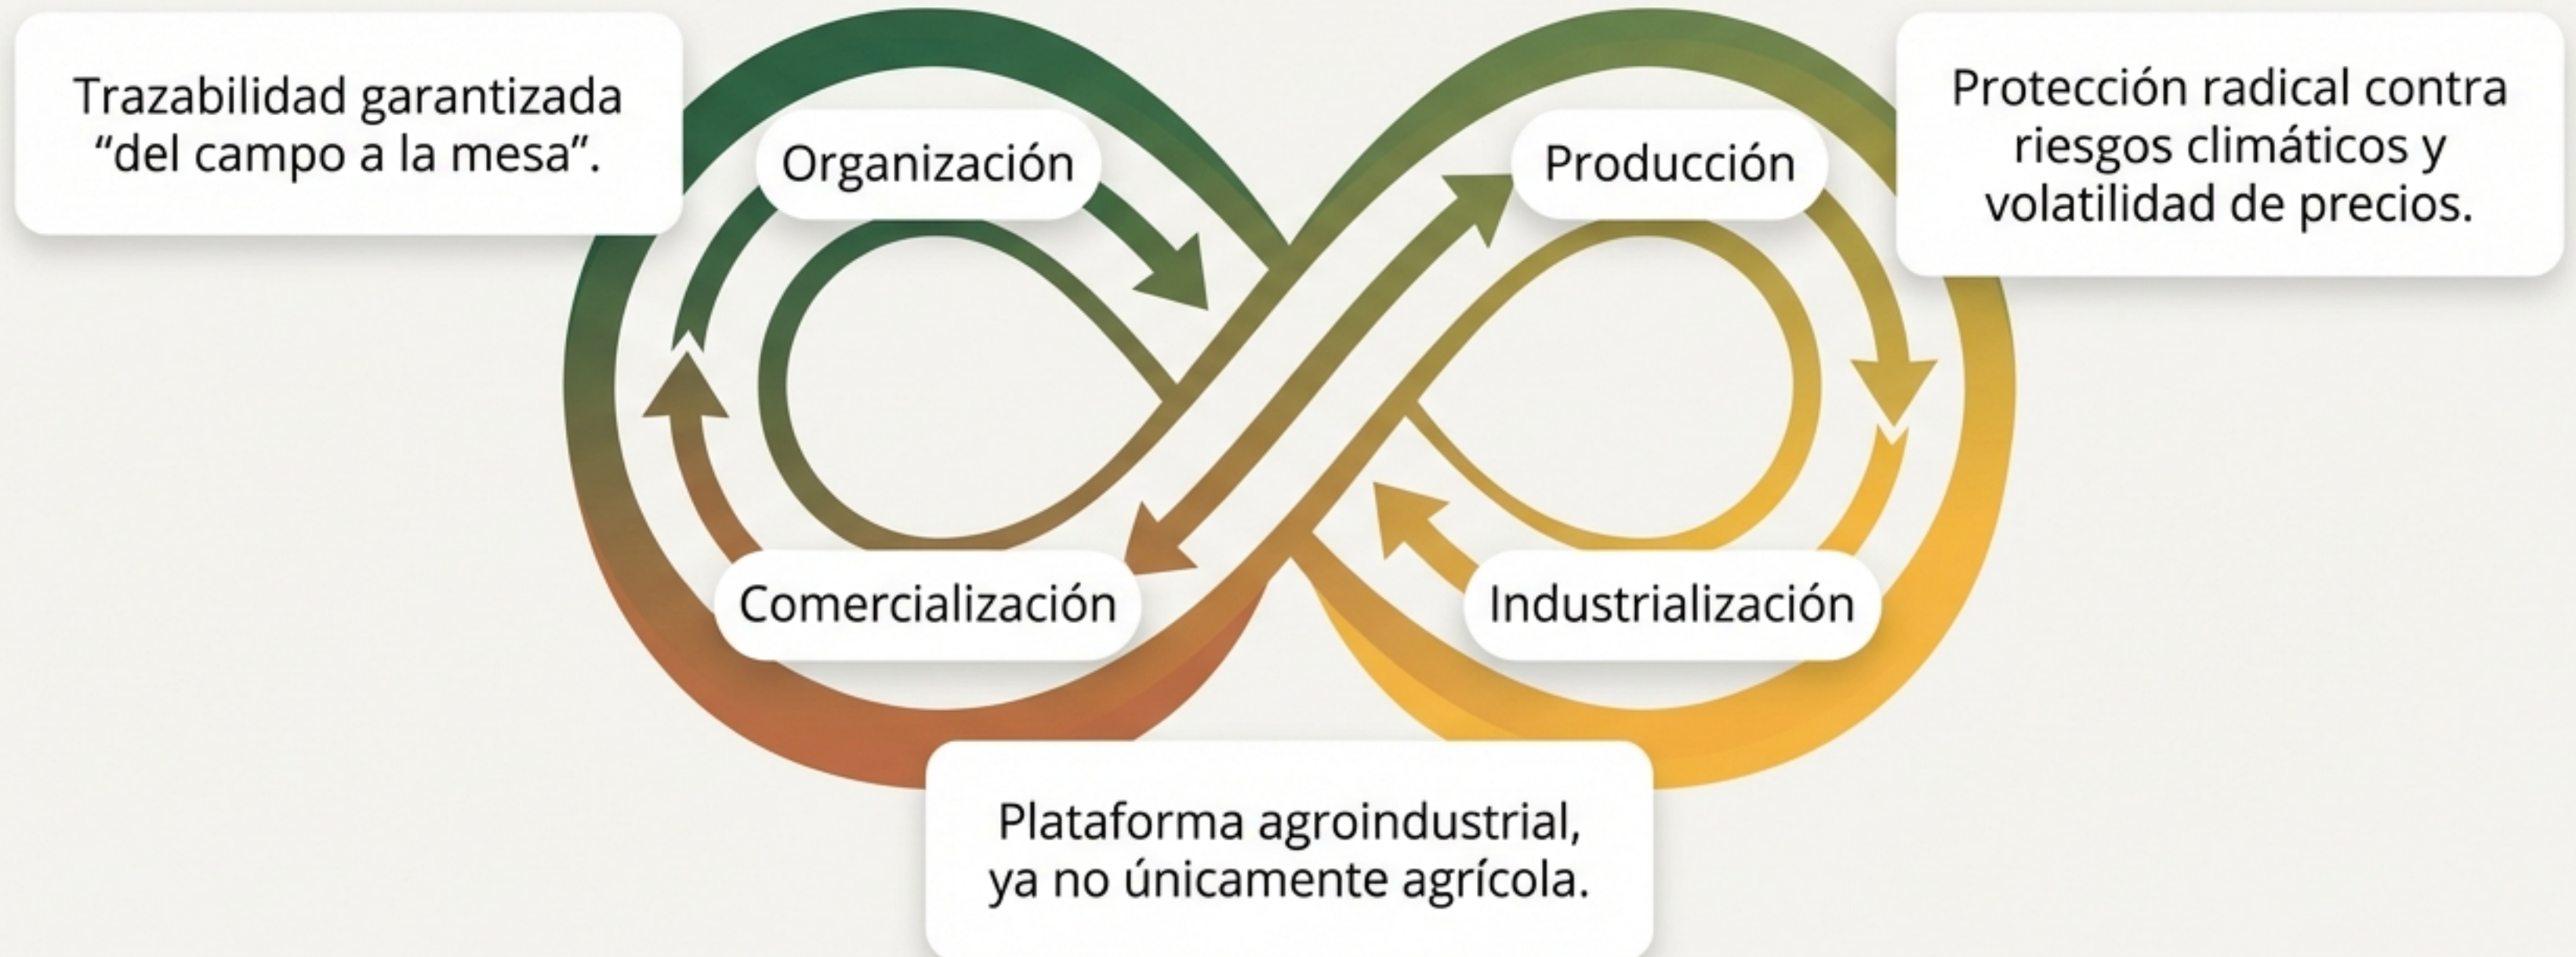 Trazabilidad garantizada
“del campo a la mesa”.
Organización
Producción
Protección radical contra
riesgos climáticos y
volatilidad de precios.
Comercialización
Industrialización
Plataforma agroindustrial,
ya no únicamente agrícola.